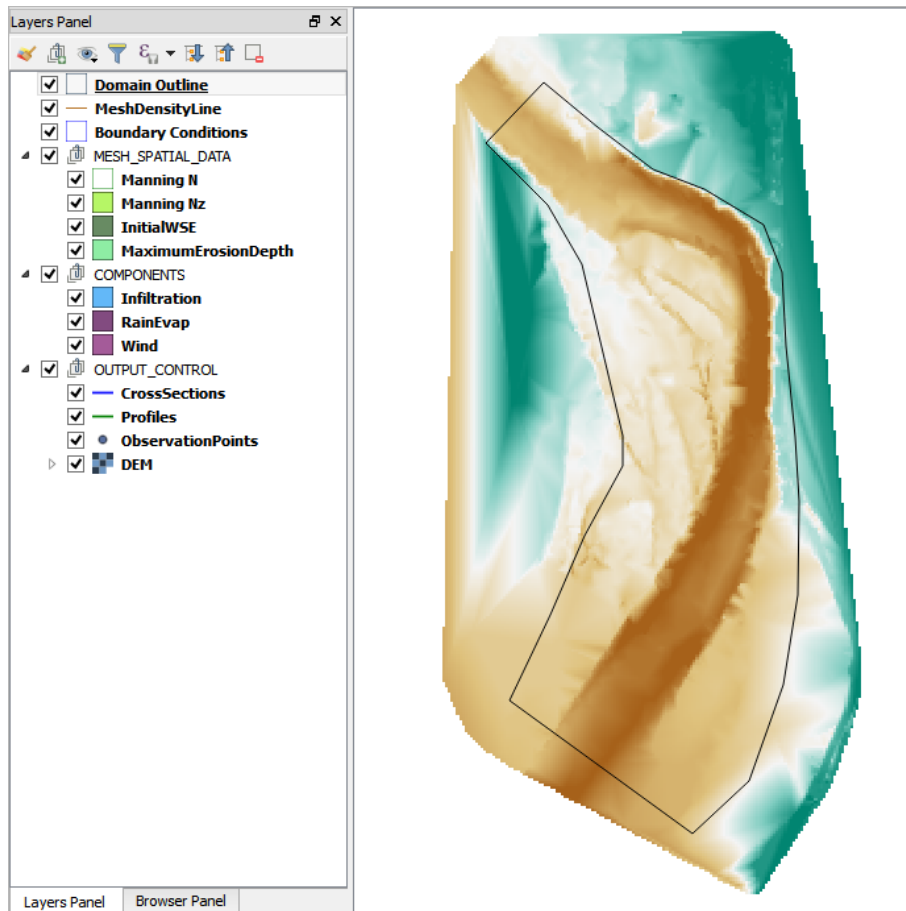 Layers Panel
Domain Outline
MeshDensityLine
Boundary Conditions
MESH_SPATIAL_DATA
Manning N
Manning Nz
InitialWSE
MaximumErosionDepth
COMPONENTS
Infiltration
RainEvap
Wind
OUTPUT_CONTROL
CrossSections
Profiles
ObservationPoints
DEM
Layers Panel Browser Panel